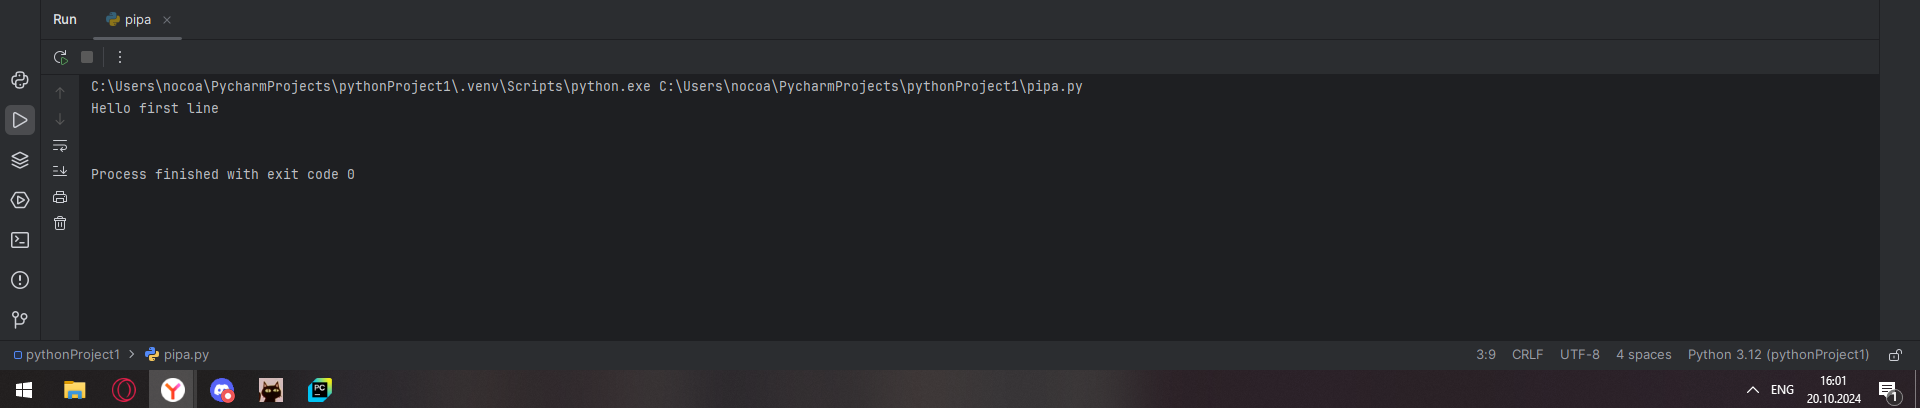 Run pipa
C:\Users\nocoa\PycharmProjects\pythonProject1\.venv\Scripts\python.exe C:\Users\nocoa\PycharmProjects\pythonProject1\pipa.py
Hello first line
Process finished with exit code 0
pythonProject1 > pipa.py 3:9 CRLF UTF-8 4 spaces Python 3.12 (pythonProject1)
PC ENG 16:01 1
20.10.2024